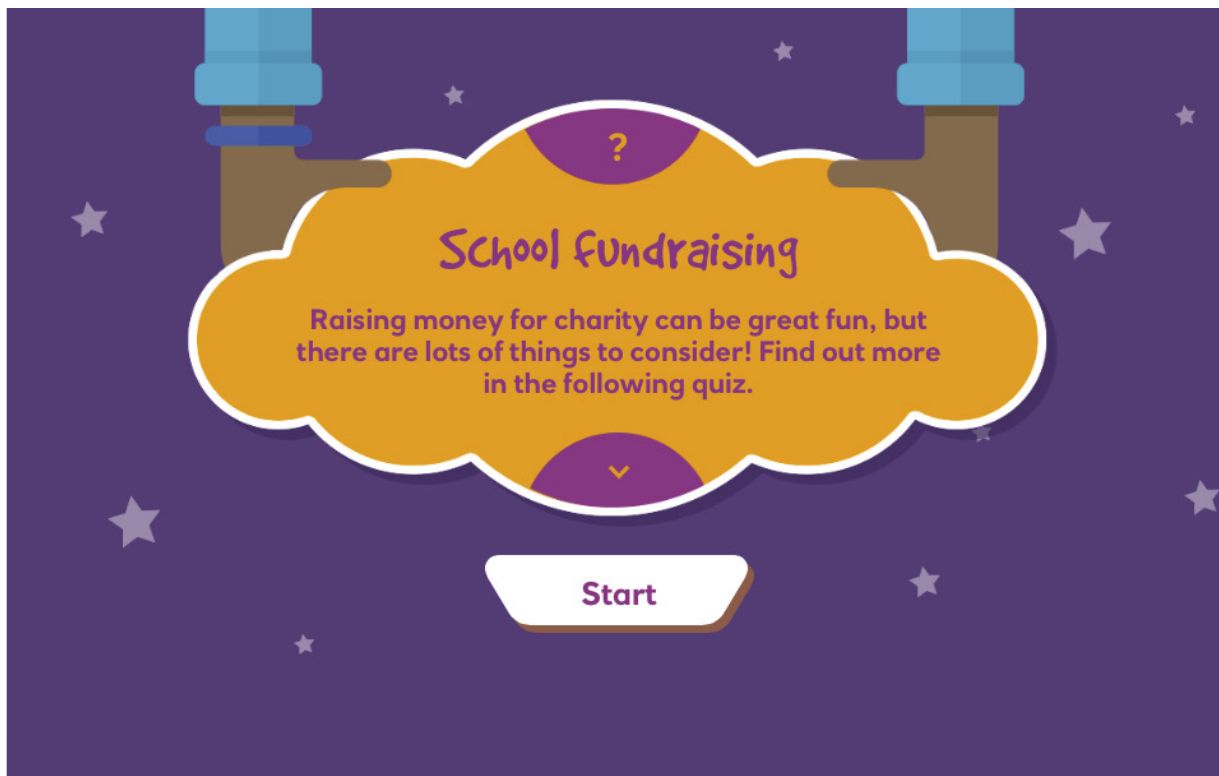 ?
School fundraising
Raising money for charity can be great fun, but
there are lots of things to consider! Find out more
in the following quiz.
Start